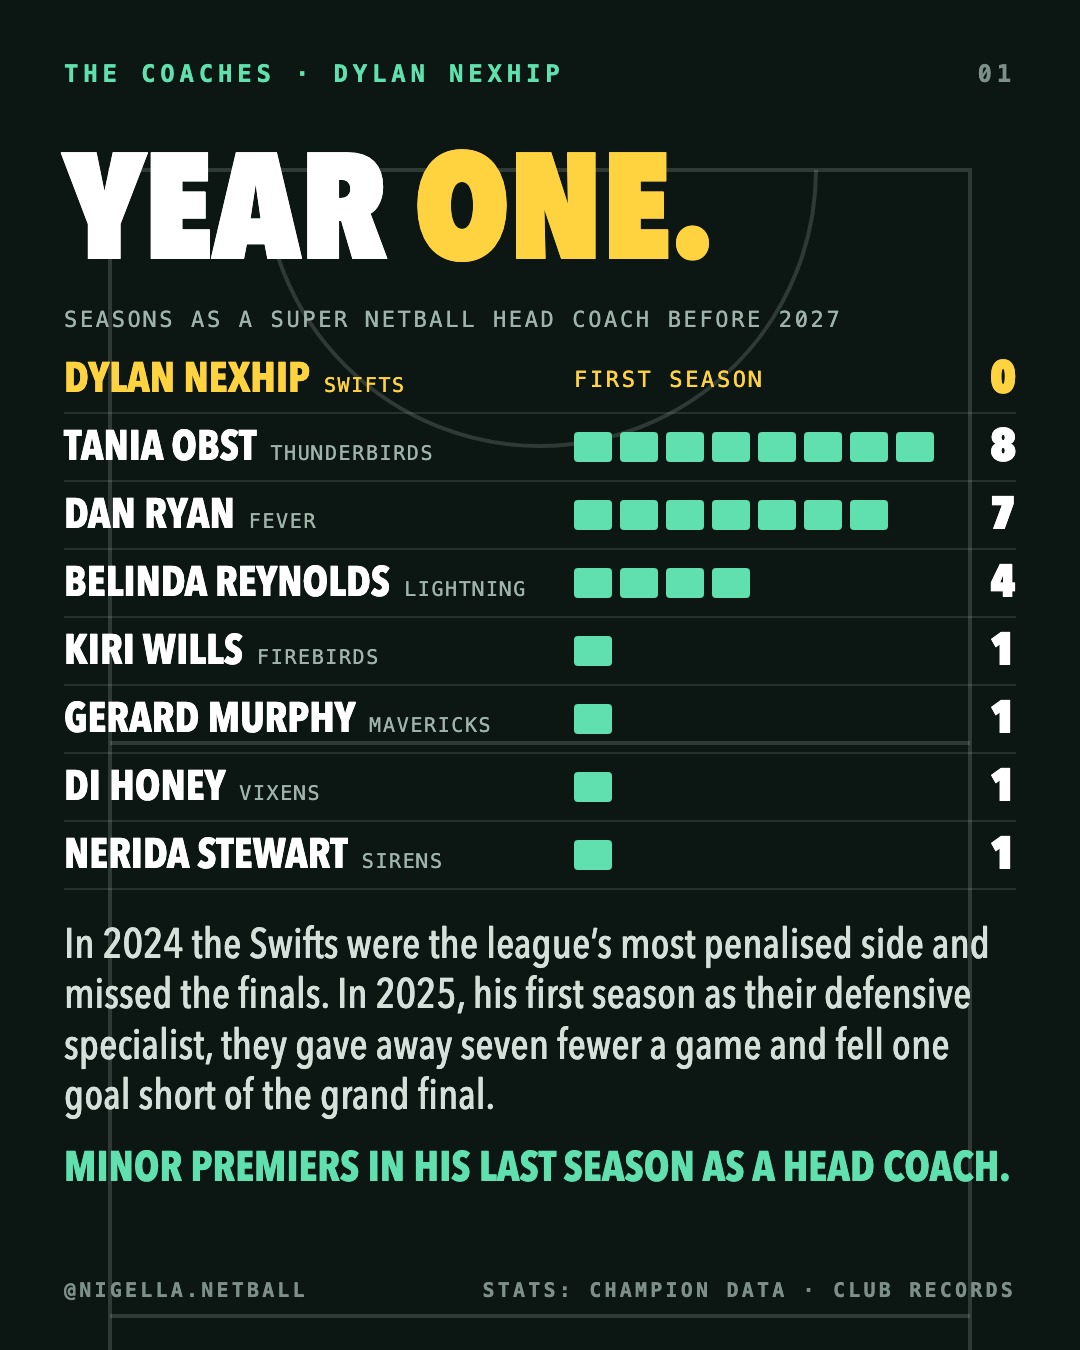 THE COACHES · DYLAN NEXHIP 01
YEAR ONE.
SEASONS AS A SUPER NETBALL HEAD COACH BEFORE 2027
DYLAN NEXHIP SWIFTS FIRST SEASON 0
TANIA OBST THUNDERBIRDS 8
DAN RYAN FEVER 7
BELINDA REYNOLDS LIGHTNING 4
KIRI WILLS FIREBIRDS 1
GERARD MURPHY MAVERICKS 1
DI HONEY VIXENS 1
NERIDA STEWART SIRENS 1
In 2024 the Swifts were the league’s most penalised side and
missed the finals. In 2025, his first season as their defensive
specialist, they gave away seven fewer a game and fell one
goal short of the grand final.
MINOR PREMIERS IN HIS LAST SEASON AS A HEAD COACH.
@NIGELLA.NETBALL STATS: CHAMPION DATA · CLUB RECORDS